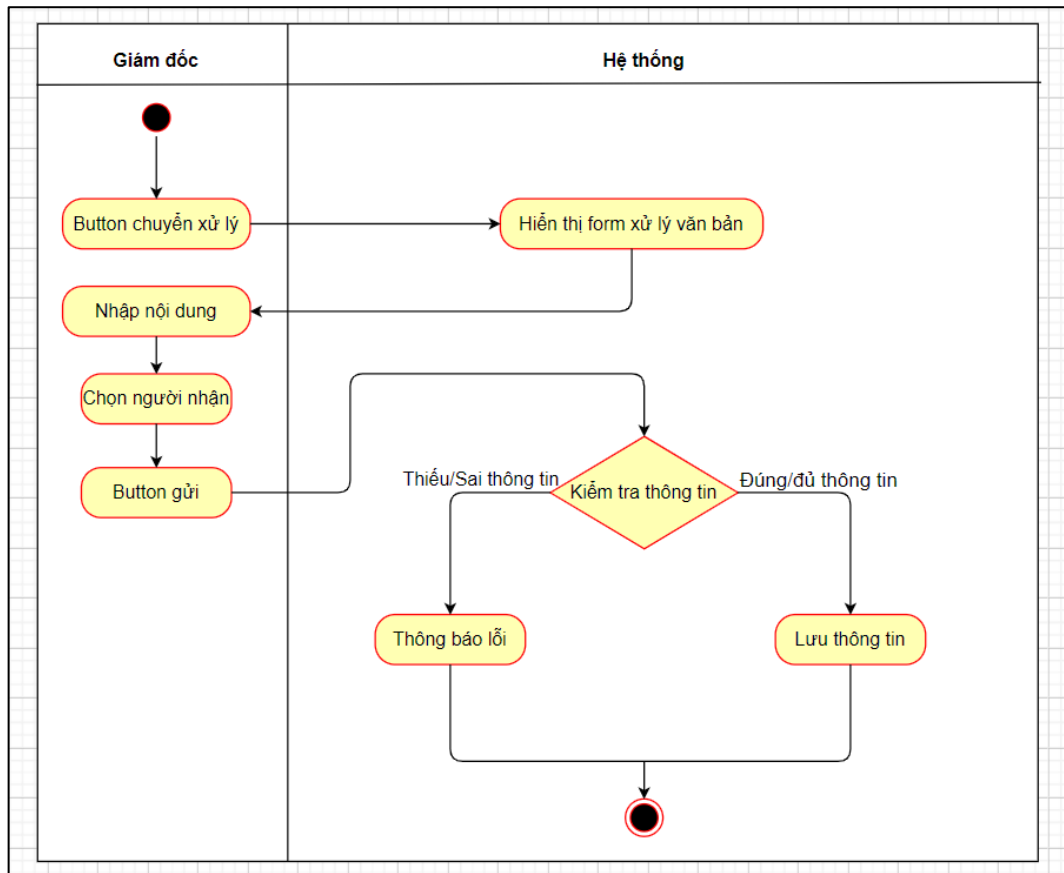 Giám đốc
Hệ thống
Button chuyển xử lý
Hiển thị form xử lý văn bản
Nhập nội dung
Chọn người nhận
Button gửi
Thiếu/Sai thông tin
Kiểm tra thông tin
Đúng/đủ thông tin
Thông báo lỗi
Lưu thông tin